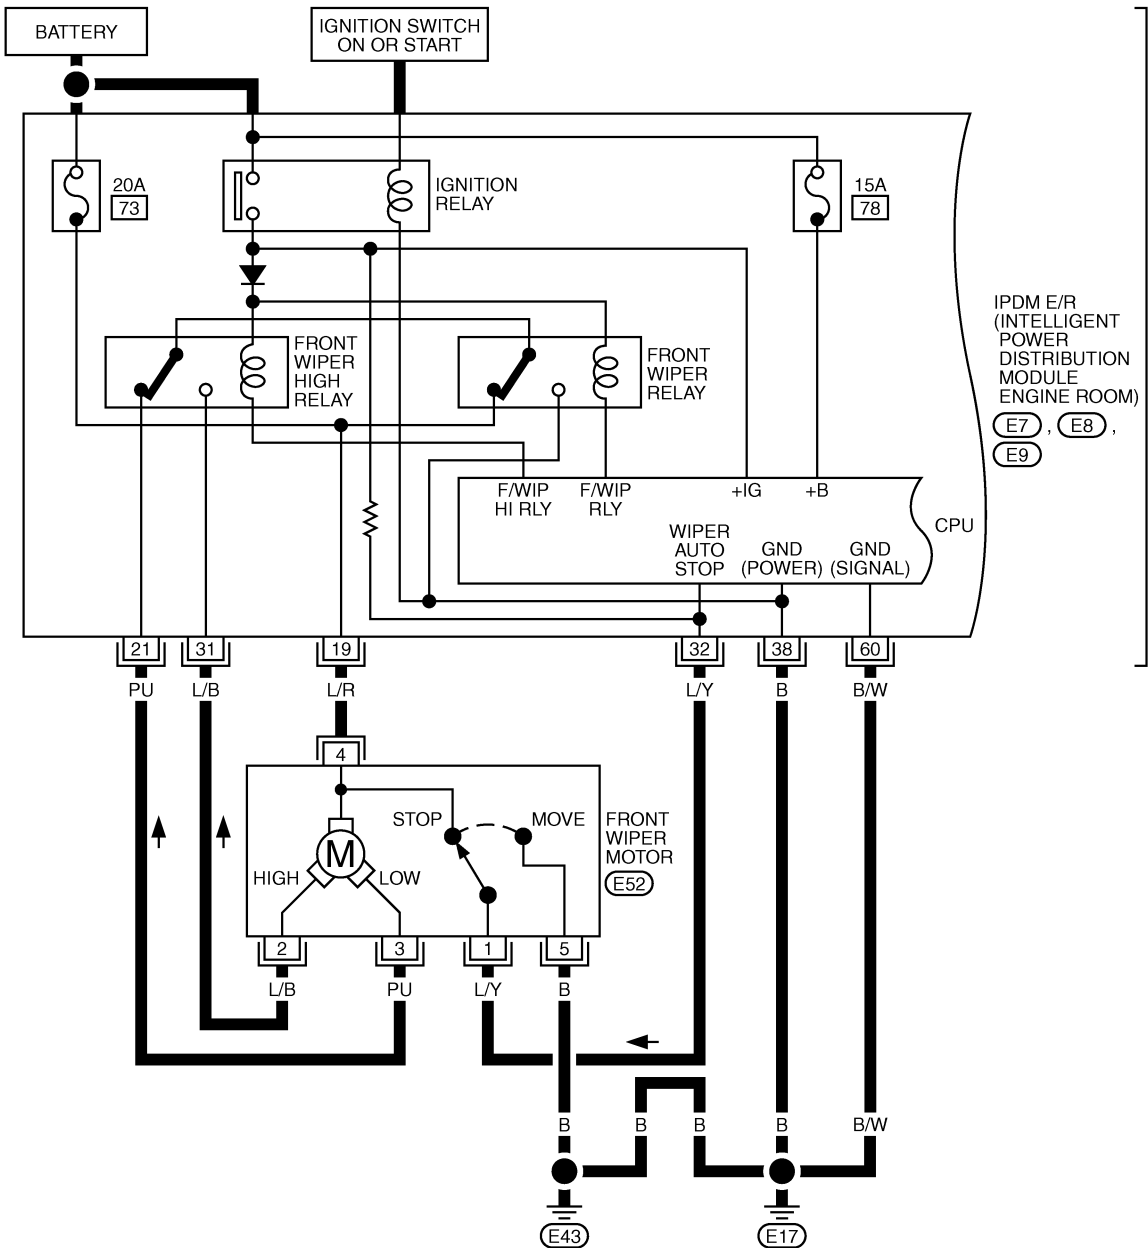 BATTERY
IGNITION SWITCH
ON OR START
20A
73
IGNITION
RELAY
15A
78
IPDM E/R
(INTELLIGENT
POWER
DISTRIBUTION
MODULE
ENGINE ROOM)
E7 , E8 ,
E9
FRONT
WIPER
HIGH
RELAY
FRONT
WIPER
RELAY
F/WIP
HI RLY
F/WIP
RLY
+IG
+B
CPU
WIPER
AUTO
STOP
GND
(POWER)
GND
(SIGNAL)
21
31
19
32
38
60
PU
L/B
L/R
L/Y
B
B/W
4
STOP
MOVE
M
HIGH
LOW
FRONT
WIPER
MOTOR
E52
2
3
1
5
L/B
PU
L/Y
B
B
B
B
B
B/W
E43
E17